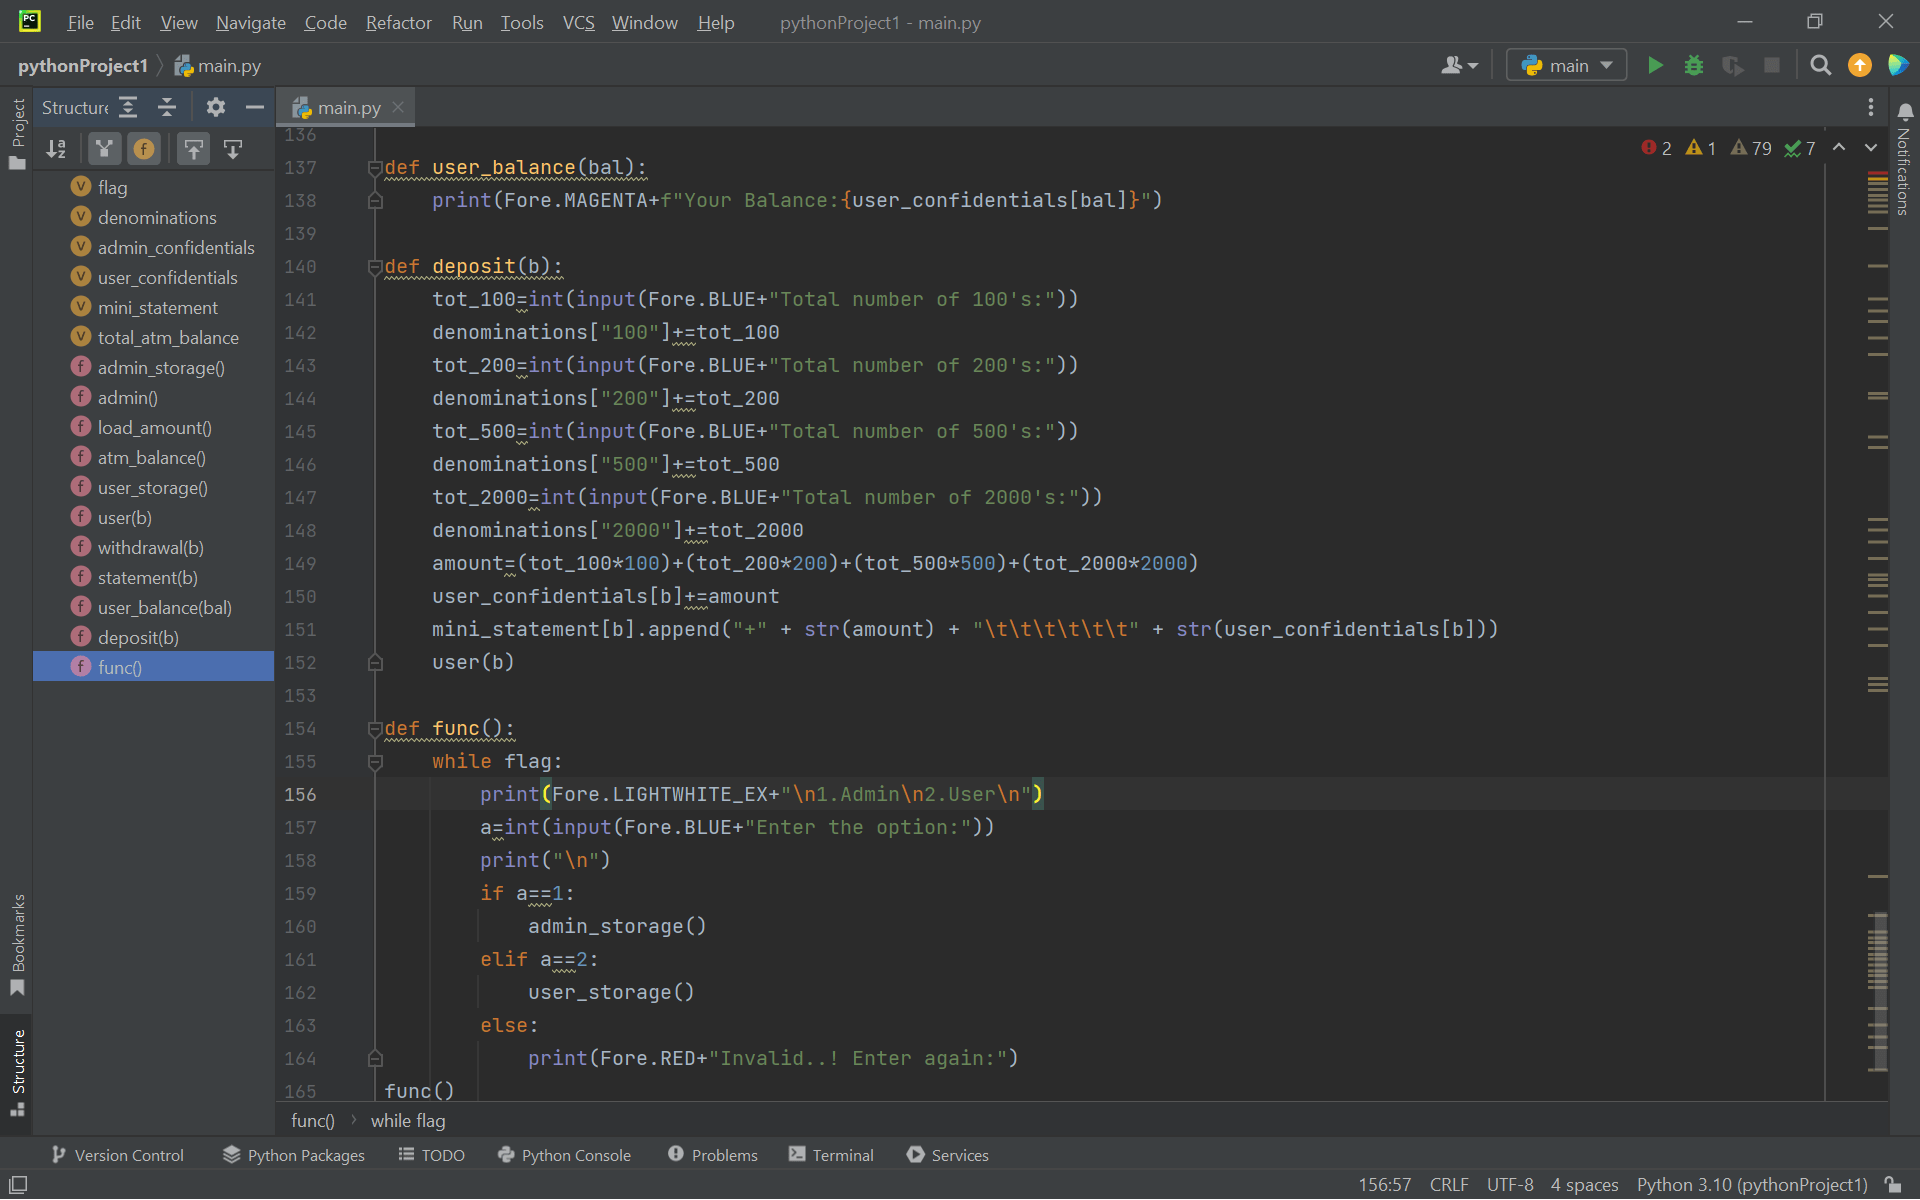 PC File Edit View Navigate Code Refactor Run Tools VCS Window Help pythonProject1 - main.py
pythonProject1 main.py main
Project
Structure main.py
136
2 1 79 7
Notifications
137 def user_balance(bal):
138 print(Fore.MAGENTA+f"Your Balance:{user_confidentials[bal]}")
139
140 def deposit(b):
141 tot_100=int(input(Fore.BLUE+"Total number of 100's:"))
142 denominations["100"]+=tot_100
143 tot_200=int(input(Fore.BLUE+"Total number of 200's:"))
144 denominations["200"]+=tot_200
145 tot_500=int(input(Fore.BLUE+"Total number of 500's:"))
146 denominations["500"]+=tot_500
147 tot_2000=int(input(Fore.BLUE+"Total number of 2000's:"))
148 denominations["2000"]+=tot_2000
149 amount=(tot_100*100)+(tot_200*200)+(tot_500*500)+(tot_2000*2000)
150 user_confidentials[b]+=amount
151 mini_statement[b].append("+" + str(amount) + "\t\t\t\t\t\t" + str(user_confidentials[b]))
152 user(b)
153
154 def func():
155 while flag:
156 print(Fore.LIGHTWHITE_EX+"\n1.Admin\n2.User\n")
157 a=int(input(Fore.BLUE+"Enter the option:"))
158 print("\n")
159 if a==1:
160 admin_storage()
161 elif a==2:
162 user_storage()
163 else:
164 print(Fore.RED+"Invalid..! Enter again:")
165 func()
V flag
V denominations
V admin_confidentials
V user_confidentials
V mini_statement
V total_atm_balance
f admin_storage()
f admin()
f load_amount()
f atm_balance()
f user_storage()
f user(b)
f withdrawal(b)
f statement(b)
f user_balance(bal)
f deposit(b)
f func()
Bookmarks
Structure
func() while flag
Version Control Python Packages TODO Python Console Problems Terminal Services
156:57 CRLF UTF-8 4 spaces Python 3.10 (pythonProject1)